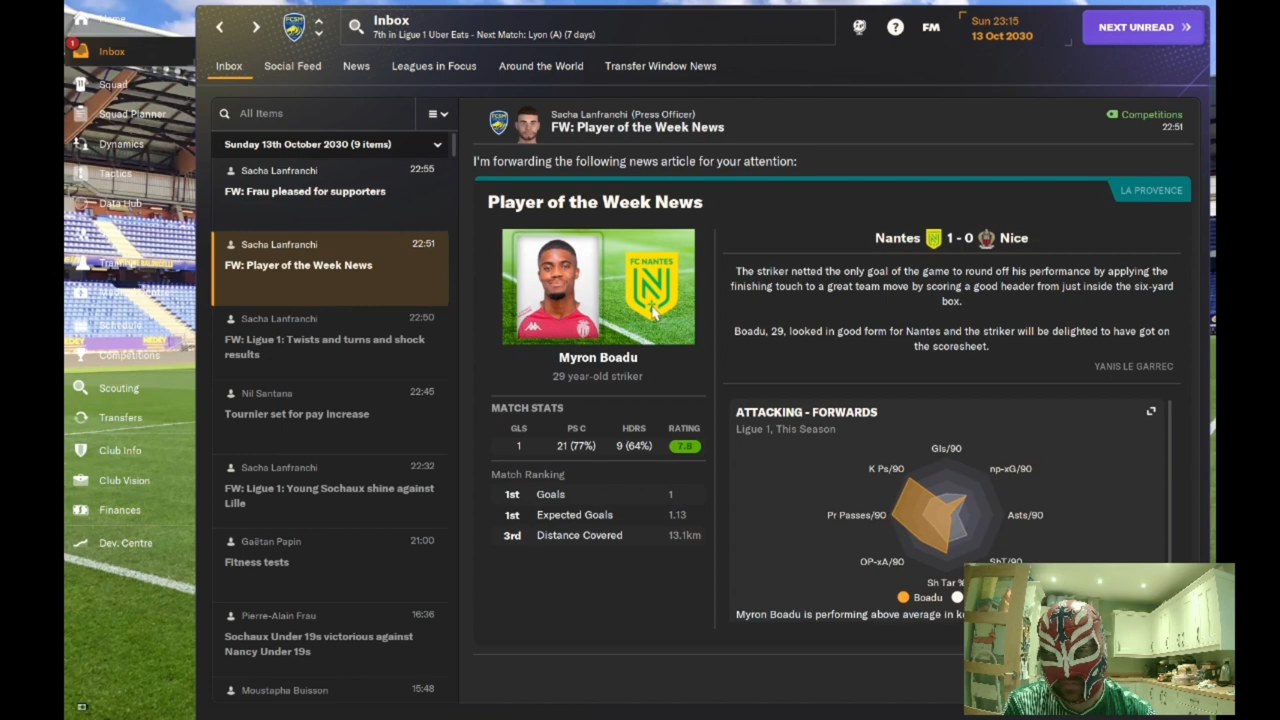 Home
Inbox
7th in Ligue 1 Uber Eats - Next Match: Lyon (A) (7 days)
FM
Sun 23:15
13 Oct 2030
NEXT UNREAD
1
Inbox
Squad
Squad Planner
Dynamics
Tactics
Data Hub
Schedule
Competitions
Scouting
Transfers
Club Info
Club Vision
Finances
Dev. Centre
Inbox
Social Feed
News
Leagues in Focus
Around the World
Transfer Window News
All Items
Sunday 13th October 2030 (9 items)
Sacha Lanfranchi 22:55
FW: Frau pleased for supporters
Sacha Lanfranchi 22:51
FW: Player of the Week News
Sacha Lanfranchi 22:50
FW: Ligue 1: Twists and turns and shock
results
Nil Santana 22:45
Tournier set for pay increase
Sacha Lanfranchi 22:32
FW: Ligue 1: Young Sochaux shine against
Lille
Gaëtan Papin 21:00
Fitness tests
Pierre-Alain Frau 16:36
Sochaux Under 19s victorious against
Nancy Under 19s
Moustapha Buisson 15:48
Sacha Lanfranchi (Press Officer)
FW: Player of the Week News
Competitions
22:51
I'm forwarding the following news article for your attention:
LA PROVENCE
Player of the Week News
FC NANTES
Myron Boadu
29 year-old striker
MATCH STATS
GLS PS C HDRS RATING
1 21 (77%) 9 (64%) 7.8
Match Ranking
1st Goals 1
1st Expected Goals 1.13
3rd Distance Covered 13.1km
Nantes 1 - 0 Nice
The striker netted the only goal of the game to round off his performance by applying the
finishing touch to a great team move by scoring a good header from just inside the six-yard
box.
Boadu, 29, looked in good form for Nantes and the striker will be delighted to have got on
the scoresheet.
YANIS LE GARREC
ATTACKING - FORWARDS
Ligue 1, This Season
Gls/90
K Ps/90
np-xG/90
Pr Passes/90
Asts/90
OP-xA/90
ShT/90
Sh Tar %
Boadu
Myron Boadu is performing above average in